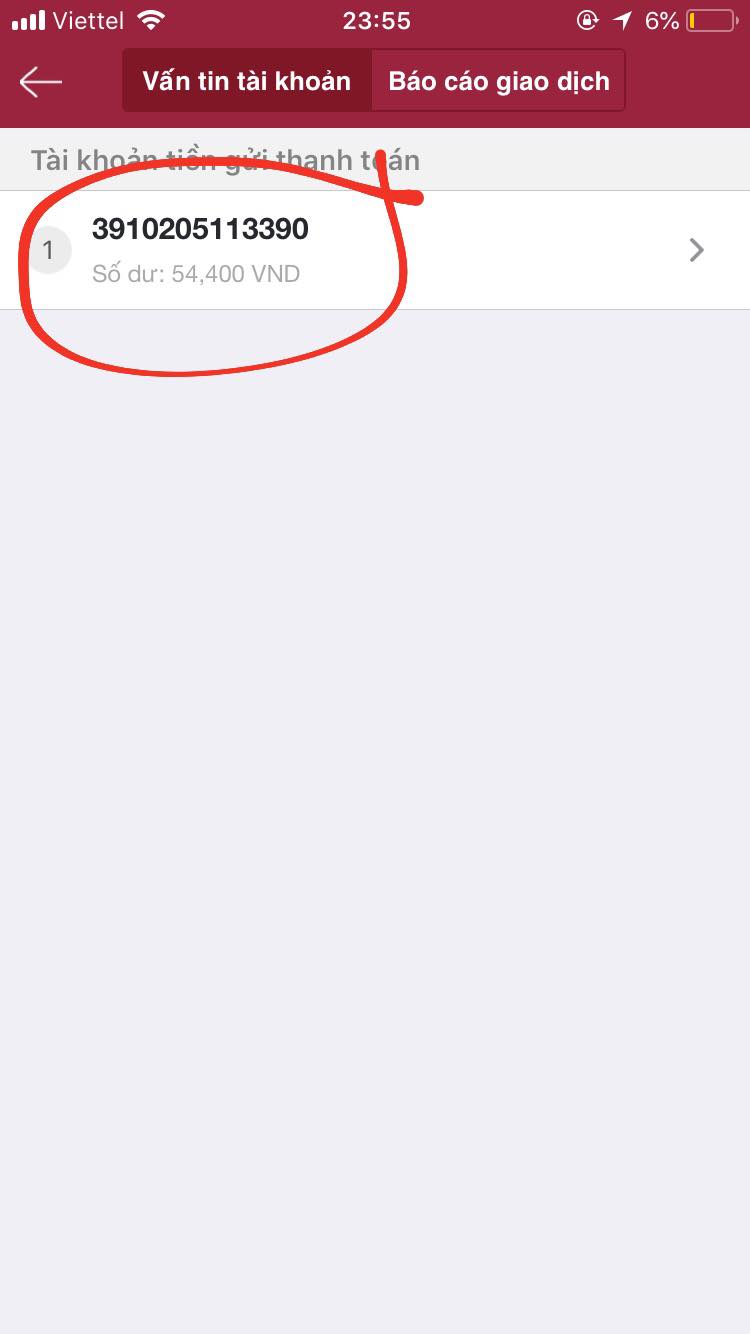 Viettel 23:55 6%
Vấn tin tài khoản Báo cáo giao dịch
Tài khoản tiền gửi thanh toán
1 3910205113390
Số dư: 54,400 VND